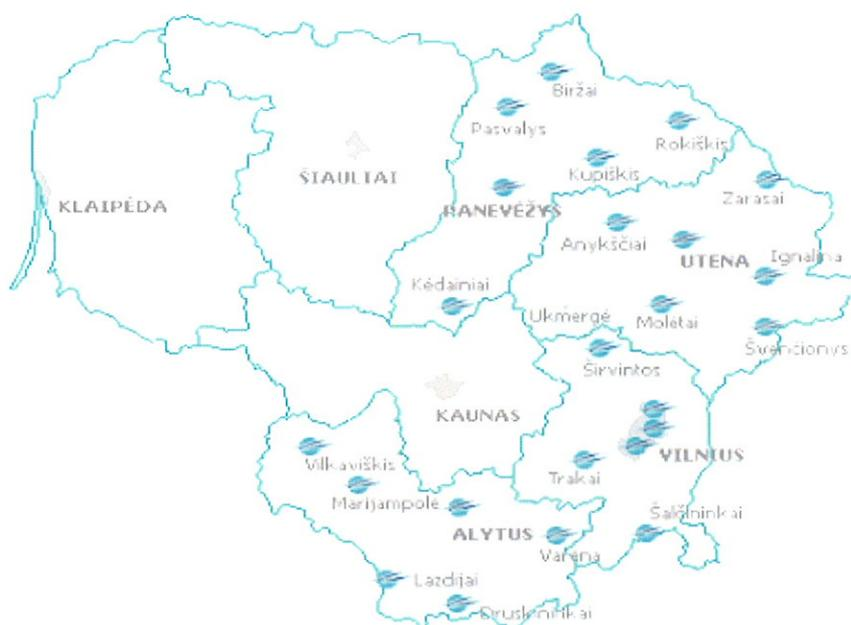 Biržai
Pasvalys
Rokiškis
Kupiškis
ŠIAULIAI
Zarasai
KLAIPĖDA
PANEVĖŽYS
Anykščiai
UTENA
Ignalina
Kėdainiai
Ukmergė
Molėtai
Švenčionys
Širvintos
KAUNAS
VILNIUS
Vilkaviškis
Trakai
Marijampolė
Šalčininkai
ALYTUS
Varėna
Lazdijai
Druskininkai